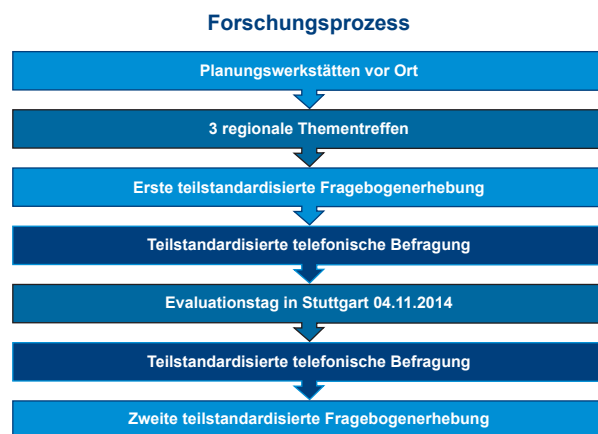 Forschungsprozess
Planungswerkstätten vor Ort
3 regionale Thementreffen
Erste teilstandardisierte Fragebogenerhebung
Teilstandardisierte telefonische Befragung
Evaluationstag in Stuttgart 04.11.2014
Teilstandardisierte telefonische Befragung
Zweite teilstandardisierte Fragebogenerhebung